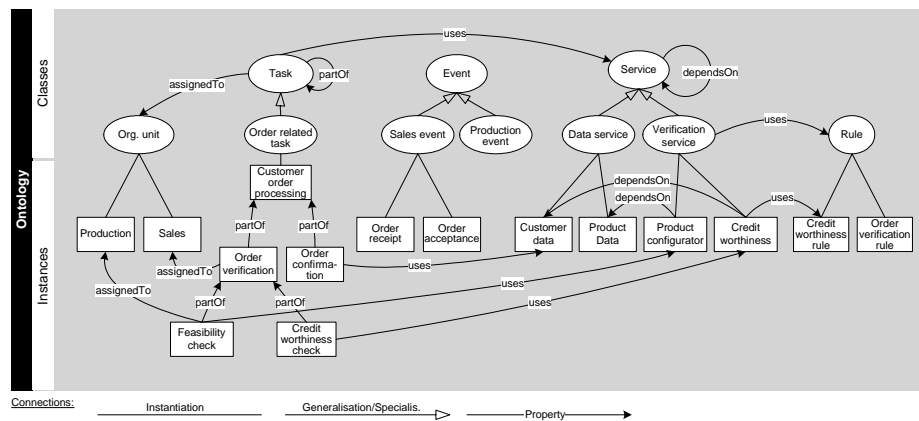 Ontology
Classes
Instances
uses
Task
partOf
Event
Service
dependsOn
assignedTo
Org. unit
Order related
task
Sales event
Production
event
Data service
Verification
service
uses
Rule
Customer
order
processing
dependsOn
uses
partOf
partOf
dependsOn
Production
Sales
Order
receipt
Order
acceptance
Customer
data
Product
Data
Product
configurator
Credit
worthiness
Credit
worthiness
rule
Order
verification
rule
assignedTo
Order
verification
Order
confirma-
tion
uses
assignedTo
partOf
partOf
uses
uses
Feasibility
check
Credit
worthiness
check
Connections:
Instantiation
Generalisation/Specialis.
Property